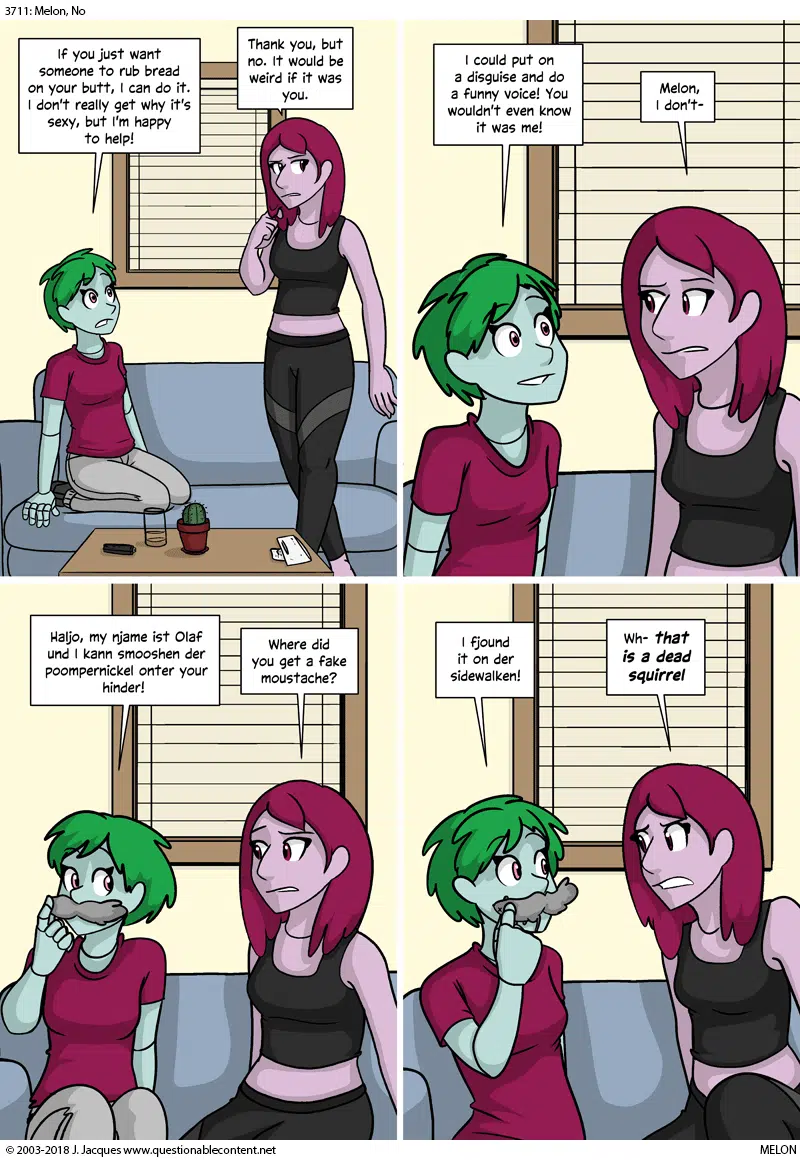 3711: Melon, No
If you just want
someone to rub bread
on your butt, I can do it.
I don't really get why it's
sexy, but I'm happy
to help!
Thank you, but
no. It would be
weird if it was
you.
I could put on
a disguise and do
a funny voice! You
wouldn't even know
it was me!
Melon,
I don't-
Haljo, my njame ist Olaf
und I kann smooshen der
poompernickel onter your
hinder!
Where did
you get a fake
moustache?
I fjound
it on der
sidewalken!
Wh- that
is a dead
squirrel
© 2003-2018 J. Jacques www.questionablecontent.net
MELON